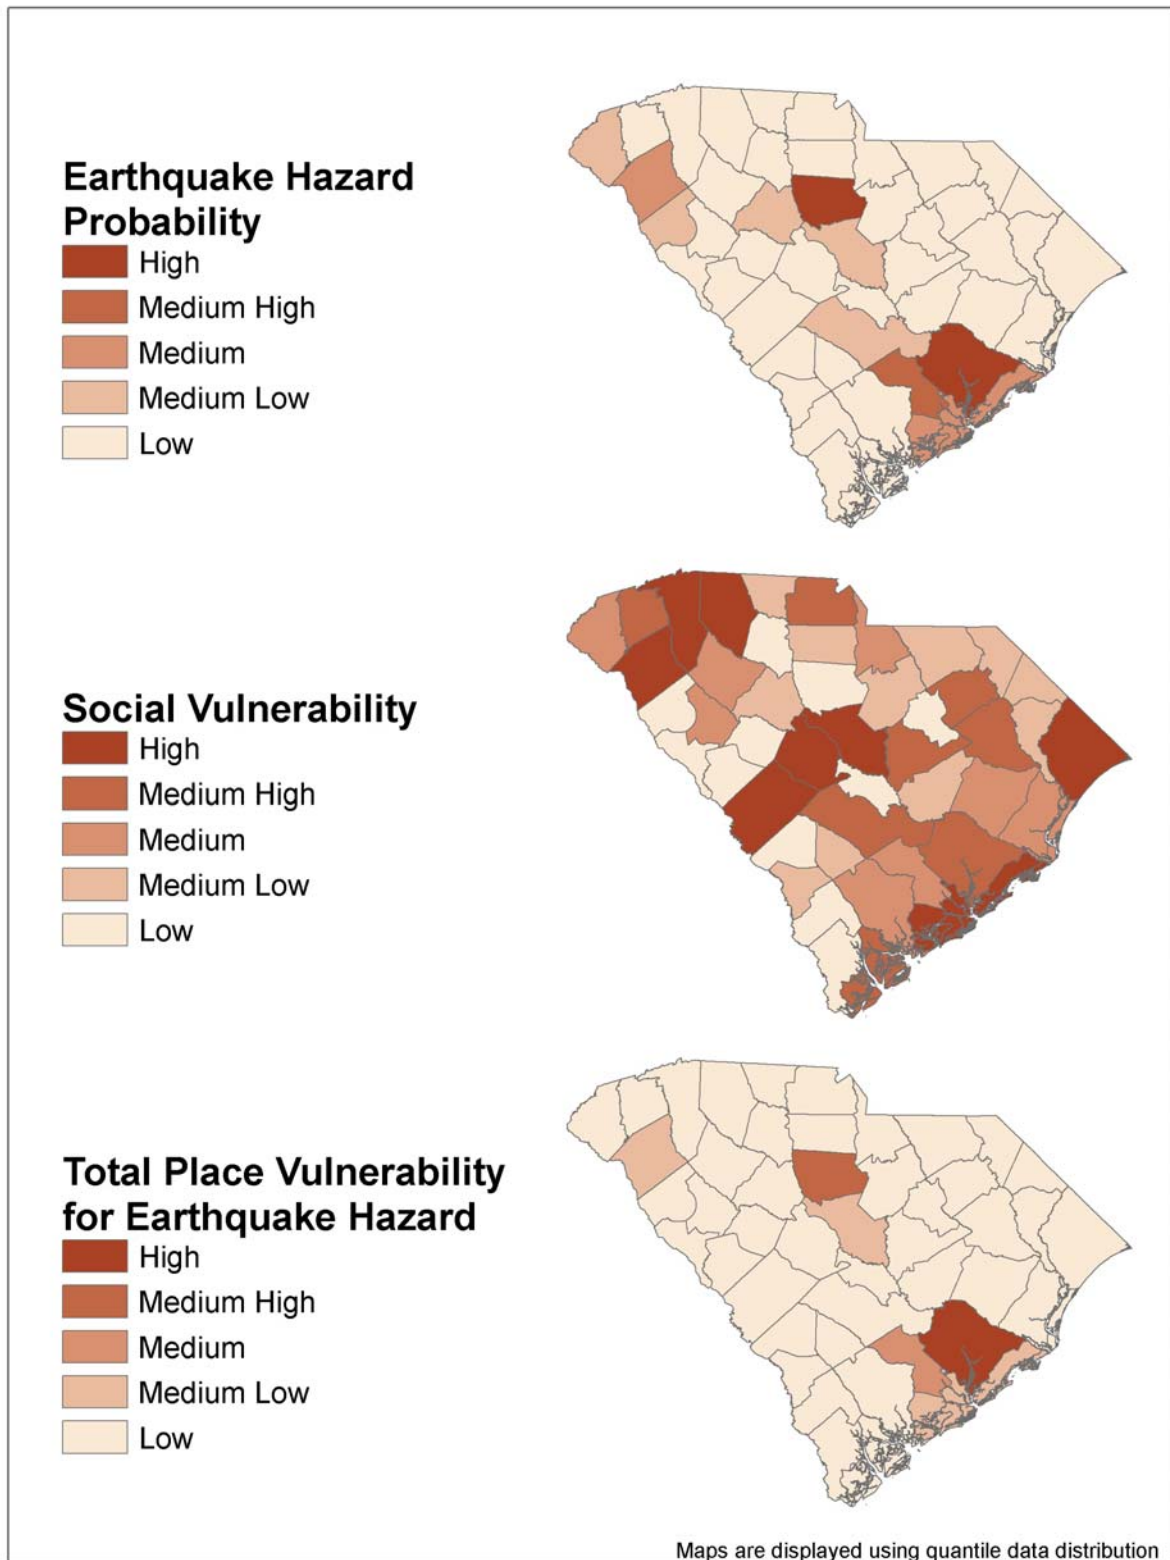 Earthquake Hazard
Probability
High
Medium High
Medium
Medium Low
Low
Social Vulnerability
High
Medium High
Medium
Medium Low
Low
Total Place Vulnerability
for Earthquake Hazard
High
Medium High
Medium
Medium Low
Low
Maps are displayed using quantile data distribution